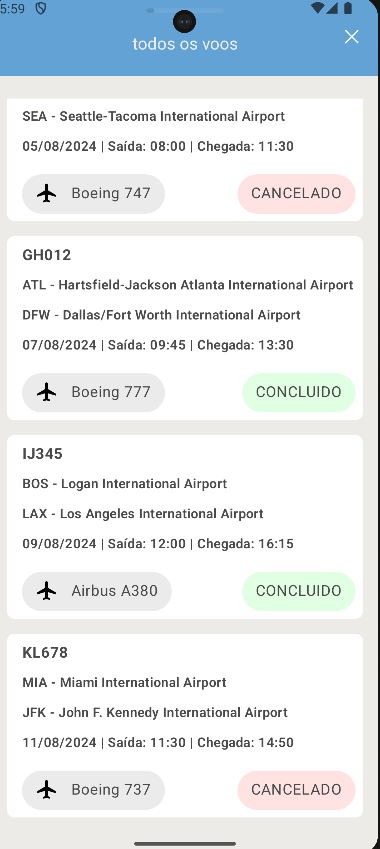 5:59
todos os voos
SEA - Seattle-Tacoma International Airport
05/08/2024 | Saída: 08:00 | Chegada: 11:30
Boeing 747
CANCELADO
GH012
ATL - Hartsfield-Jackson Atlanta International Airport
DFW - Dallas/Fort Worth International Airport
07/08/2024 | Saída: 09:45 | Chegada: 13:30
Boeing 777
CONCLUIDO
IJ345
BOS - Logan International Airport
LAX - Los Angeles International Airport
09/08/2024 | Saída: 12:00 | Chegada: 16:15
Airbus A380
CONCLUIDO
KL678
MIA - Miami International Airport
JFK - John F. Kennedy International Airport
11/08/2024 | Saída: 11:30 | Chegada: 14:50
Boeing 737
CANCELADO